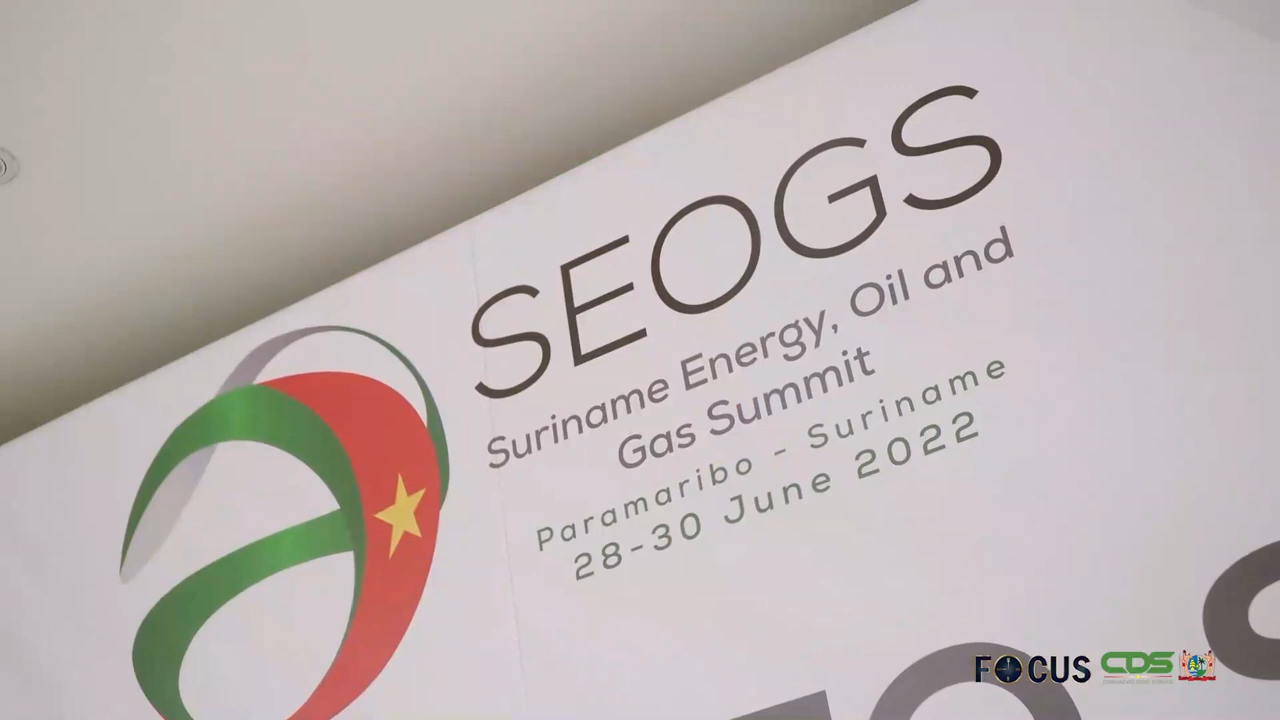 SEOGS
Suriname Energy, Oil and
Gas Summit
Paramaribo - Suriname
28-30 June 2022
FOCUS
CDS